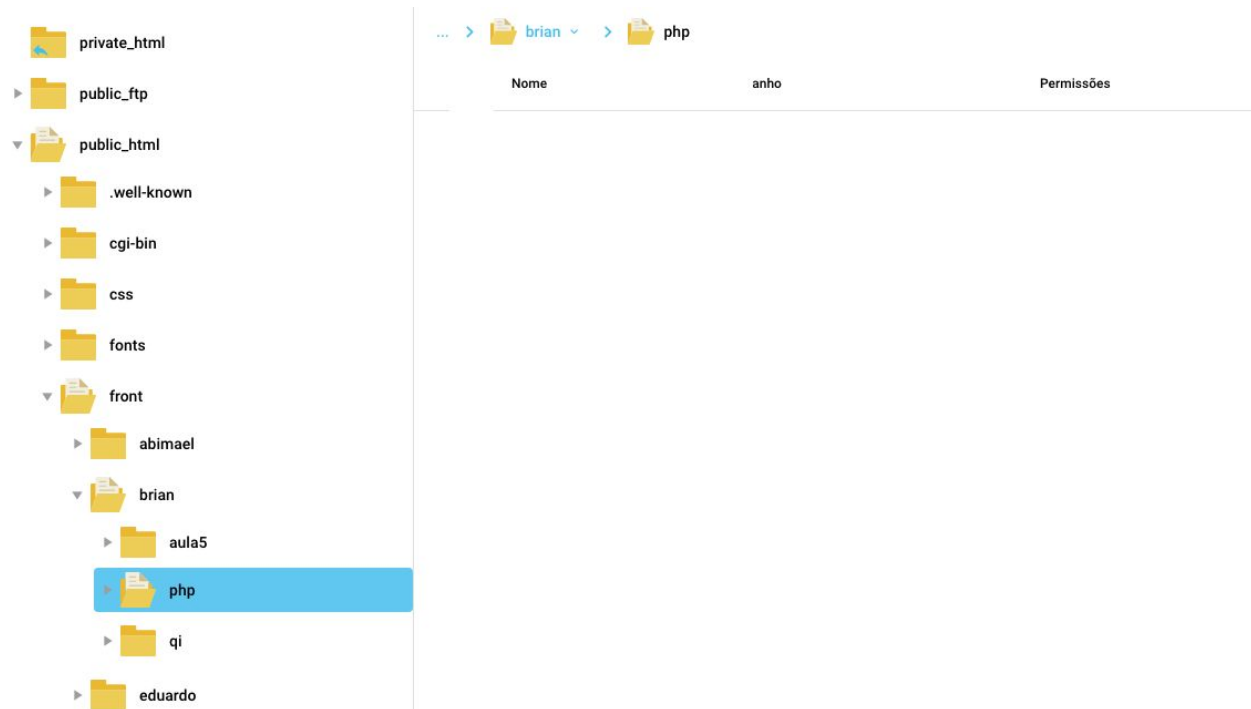 private_html
public_ftp
public_html
.well-known
cgi-bin
css
fonts
front
abimael
brian
aula5
php
qi
eduardo
... > brian > php
Nome anho Permissões